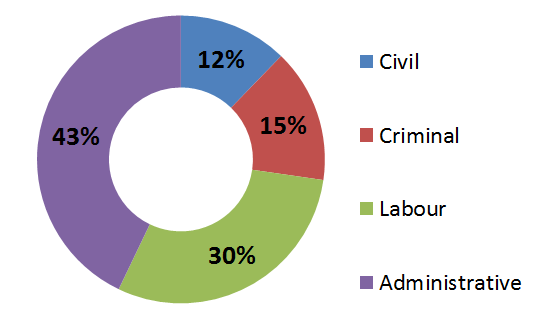 12%
15%
30%
43%
Civil
Criminal
Labour
Administrative